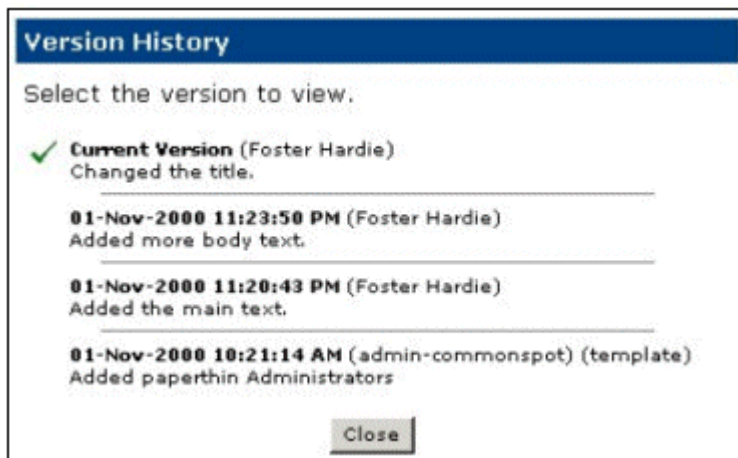 Version History
Select the version to view.
Current Version (Foster Hardie)
Changed the title.
01-Nov-2000 11:23:50 PM (Foster Hardie)
Added more body text.
01-Nov-2000 11:20:43 PM (Foster Hardie)
Added the main text.
01-Nov-2000 10:21:14 AM (admin-commonspot) (template)
Added paperthin Administrators
Close